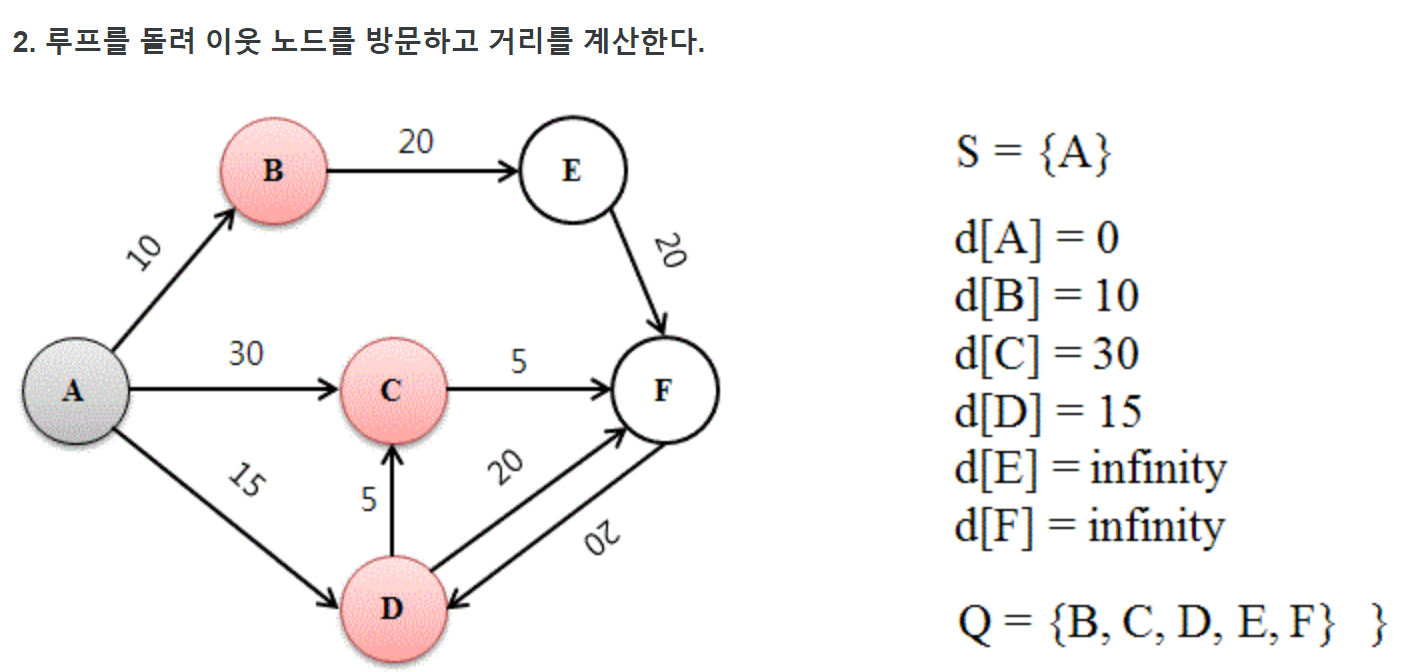 2. 루프를 돌려 이웃 노드를 방문하고 거리를 계산한다.
B
20
E
10
20
A
30
C
5
F
15
5
20
20
D
S = {A}
d[A] = 0
d[B] = 10
d[C] = 30
d[D] = 15
d[E] = infinity
d[F] = infinity
Q = {B, C, D, E, F} }